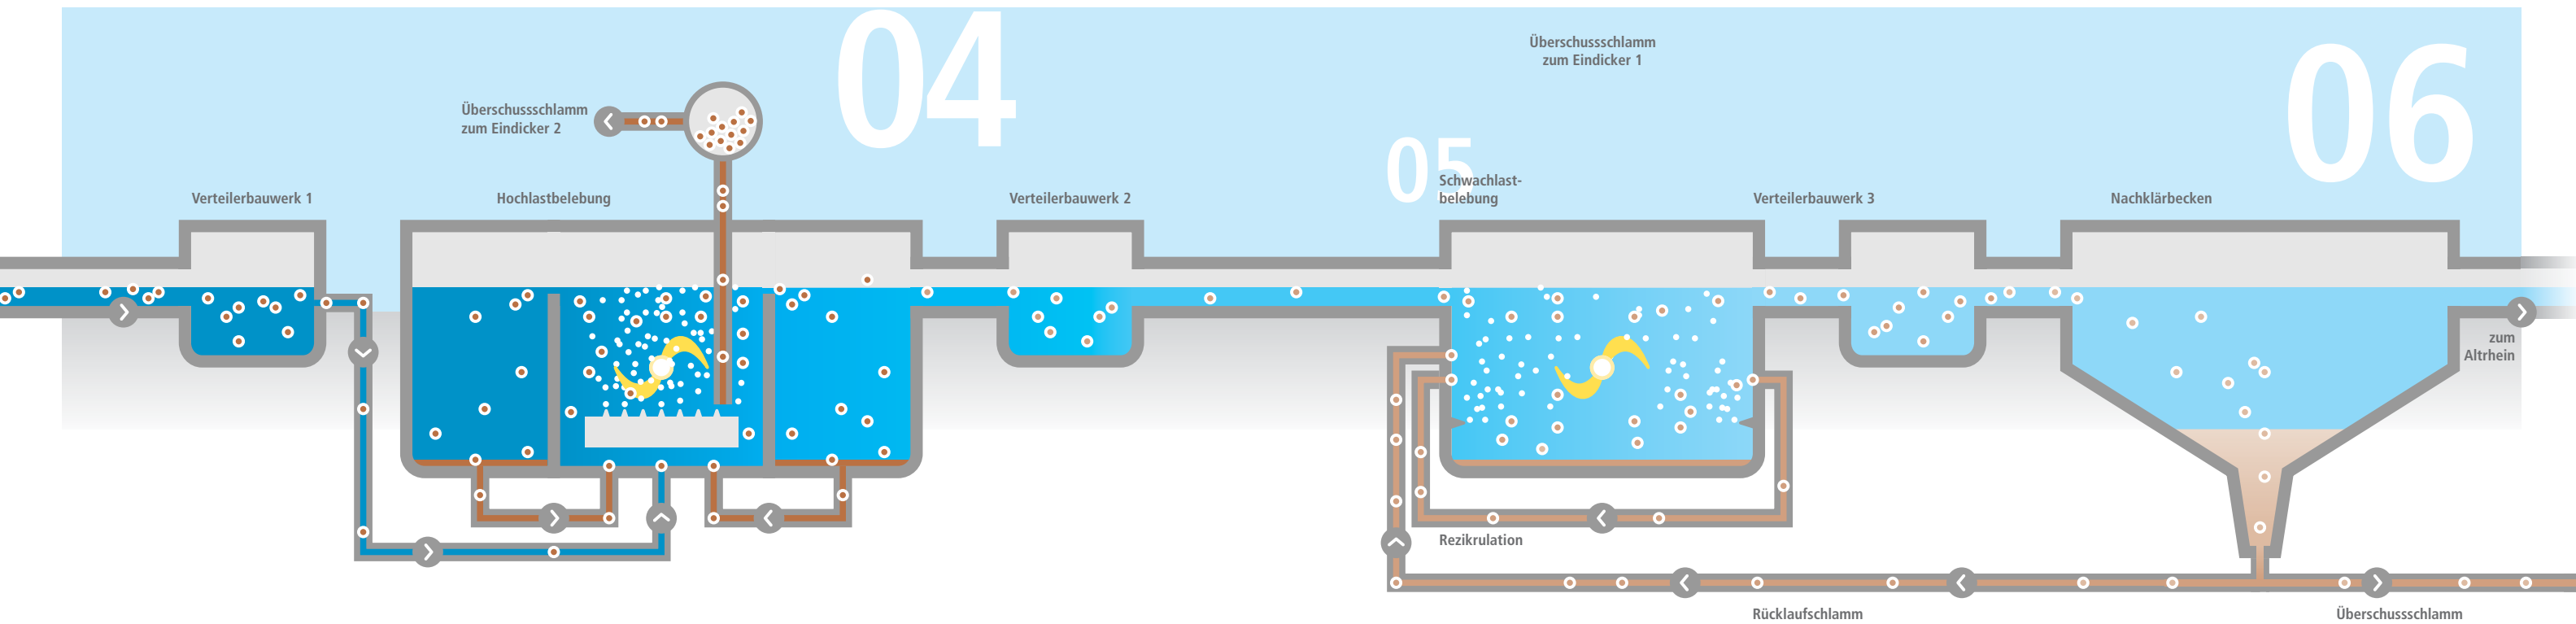 04
Überschussschlamm
zum Eindicker 1
06
Überschussschlamm
zum Eindicker 2
05
Verteilerbauwerk 1
Hochlastbelebung
Verteilerbauwerk 2
Schwachlast-
belebung
Verteilerbauwerk 3
Nachklärbecken
zum
Altrhein
Rezikrulation
Rücklaufschlamm
Überschussschlamm